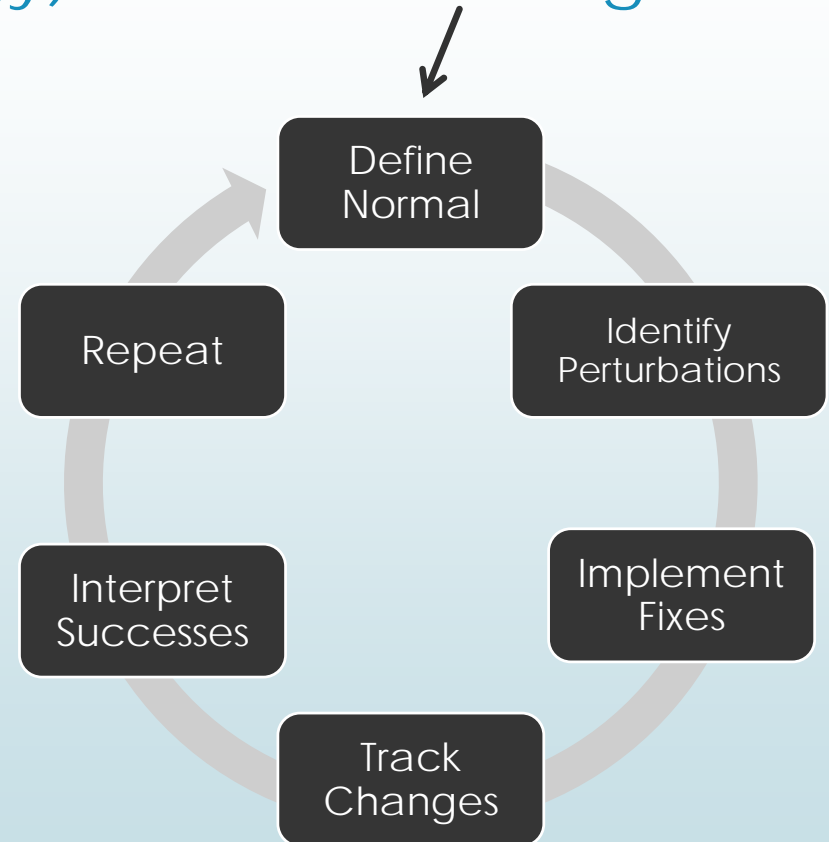 Define
Normal
Identify
Perturbations
Implement
Fixes
Track
Changes
Interpret
Successes
Repeat